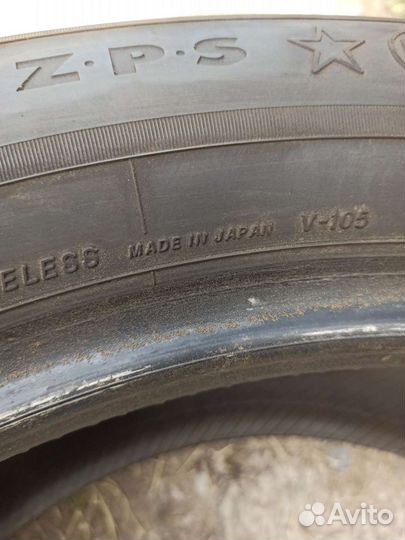 Z·P·S ☆
ELESS MADE IN JAPAN V-105
Avito